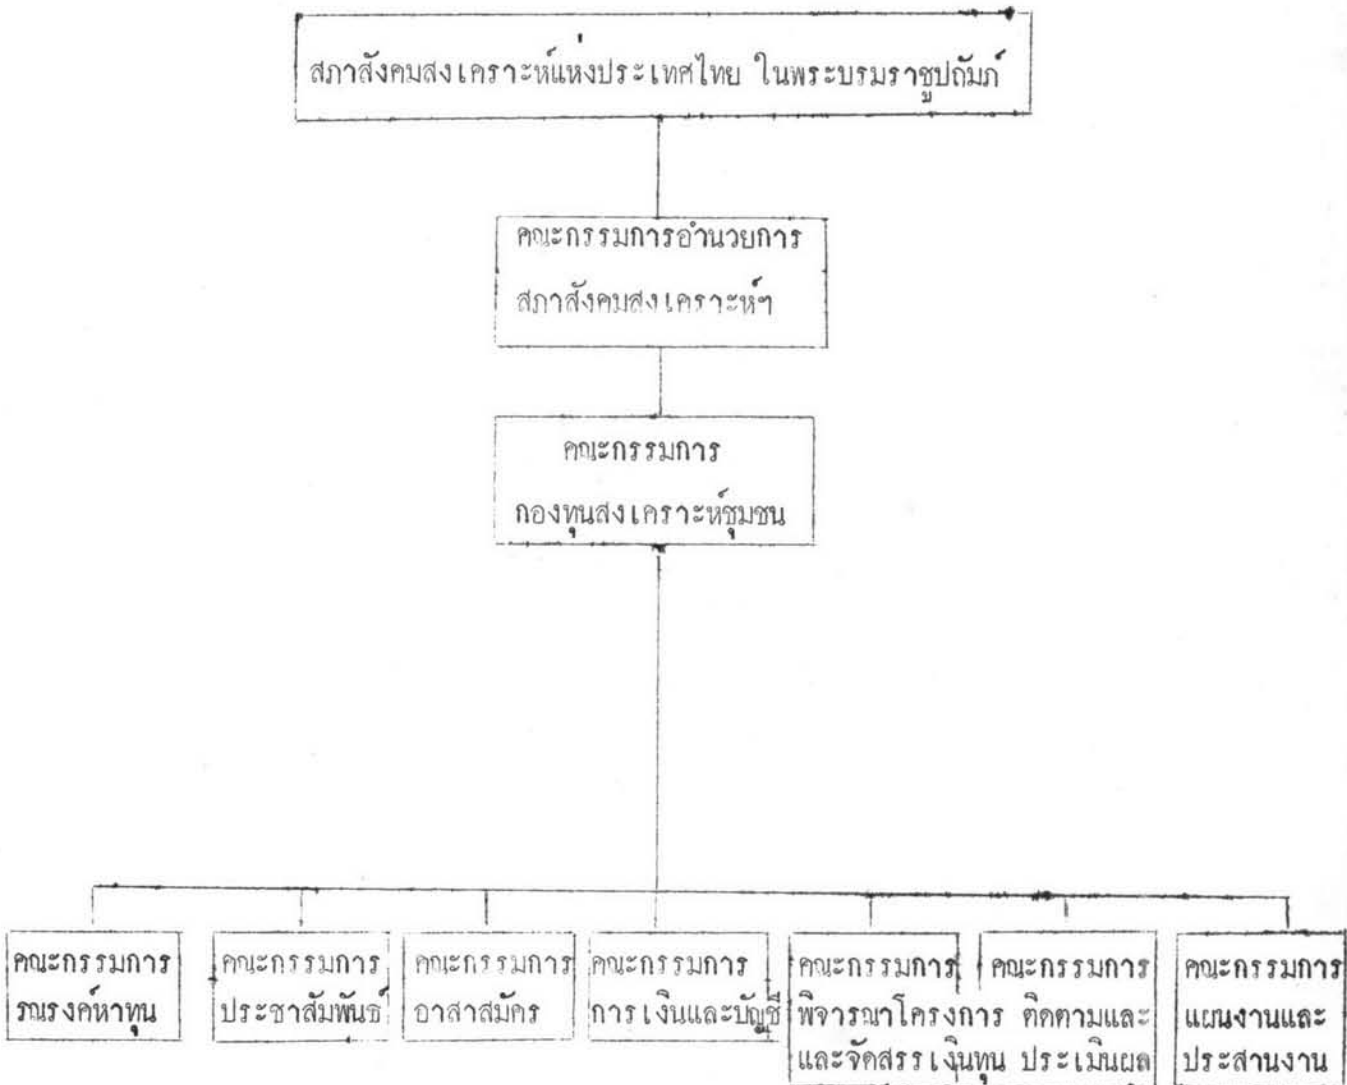 สภาสังคมสงเคราะห์แห่งประเทศไทย ในพระบรมราชูปถัมภ์
คณะกรรมการอำนวยการ
สภาสังคมสงเคราะห์ฯ
คณะกรรมการ
กองทุนสงเคราะห์ชุมชน
คณะกรรมการ
รณรงค์หาทุน
คณะกรรมการ
ประชาสัมพันธ์
คณะกรรมการ
อาสาสมัคร
คณะกรรมการ
การเงินและบัญชี
คณะกรรมการ
พิจารณาโครงการ
และจัดสรรเงินทุน
คณะกรรมการ
ติดตามและ
ประเมินผล
คณะกรรมการ
แผนงานและ
ประสานงาน